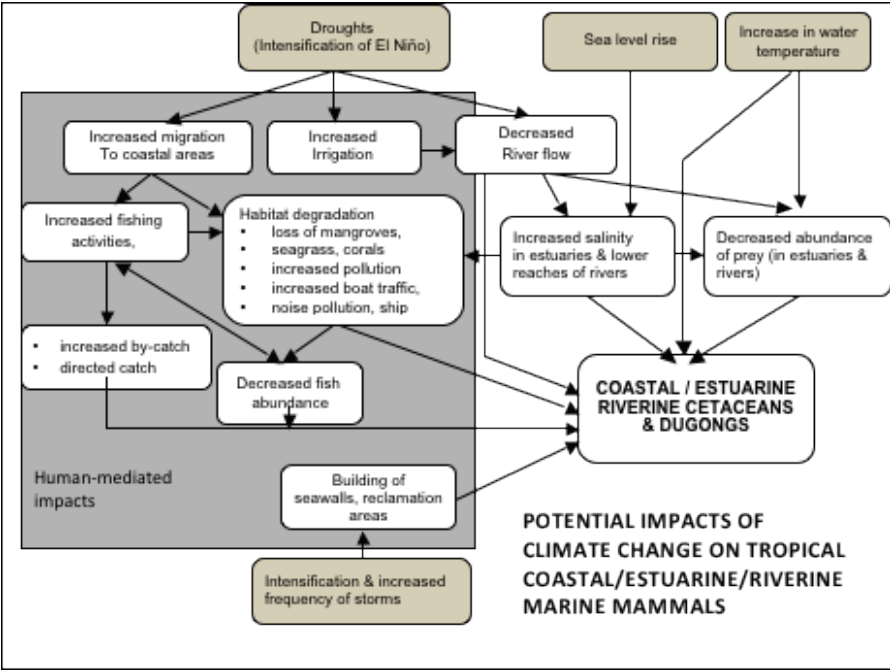 Droughts
(Intensification of El Niño)
Sea level rise
Increase in water
temperature
Increased migration
To coastal areas
Increased
Irrigation
Decreased
River flow
Increased fishing
activities,
Habitat degradation
• loss of mangroves,
• seagrass, corals
• increased pollution
• increased boat traffic,
• noise pollution, ship
Increased salinity
in estuaries & lower
reaches of rivers
Decreased abundance
of prey (in estuaries &
rivers)
• increased by-catch
• directed catch
Decreased fish
abundance
COASTAL / ESTUARINE
RIVERINE CETACEANS
& DUGONGS
Human-mediated
impacts
Building of
seawalls, reclamation
areas
Intensification & increased
frequency of storms
POTENTIAL IMPACTS OF
CLIMATE CHANGE ON TROPICAL
COASTAL/ESTUARINE/RIVERINE
MARINE MAMMALS